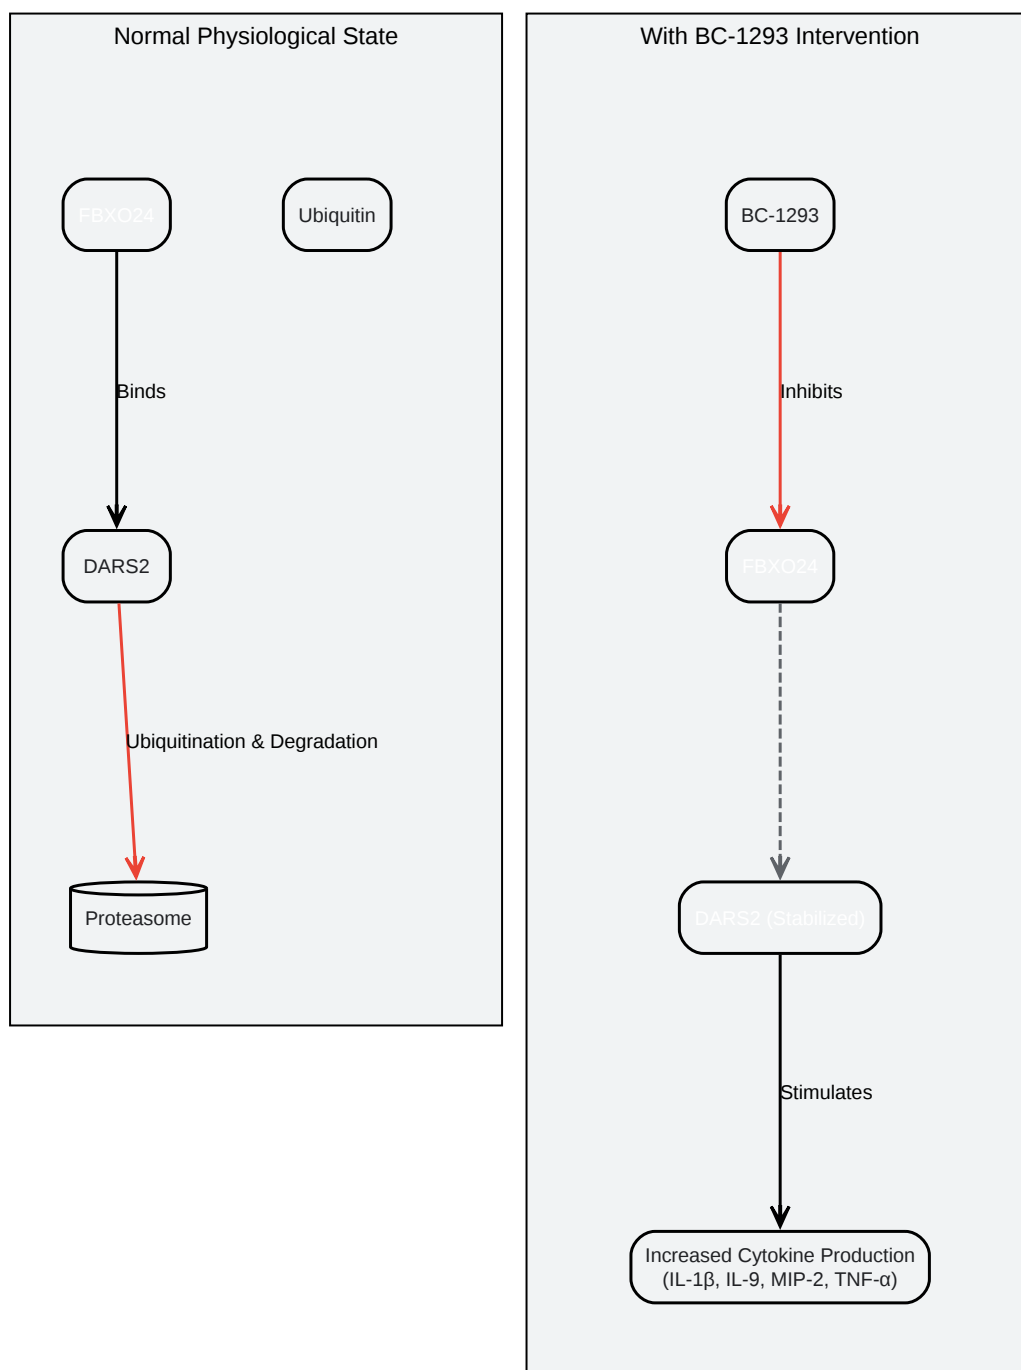 Normal Physiological State
FBXO24
Ubiquitin
Binds
DARS2
Ubiquitination & Degradation
Proteasome
With BC-1293 Intervention
BC-1293
Inhibits
FBXO24
DARS2 (Stabilized)
Stimulates
Increased Cytokine Production
(IL-1β, IL-9, MIP-2, TNF-α)